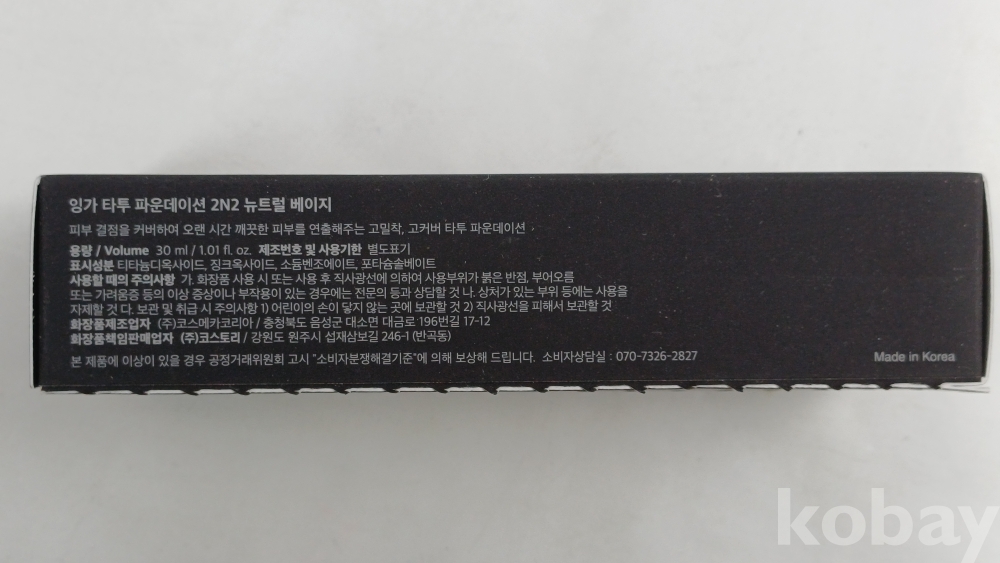 잉가 타투 파운데이션 2N2 뉴트럴 베이지
피부 결점을 커버하여 오랜 시간 깨끗한 피부를 연출해주는 고밀착, 고커버 타투 파운데이션
용량 / Volume 30 ml / 1.01 fl. oz. 제조번호 및 사용기한 별도표기
표시성분 티타늄디옥사이드, 징크옥사이드, 소듐벤조에이트, 포타슘솔베이트
사용할 때의 주의사항 가. 화장품 사용 시 또는 사용 후 직사광선에 의하여 사용부위가 붉은 반점, 부어오름
또는 가려움증 등의 이상 증상이나 부작용이 있는 경우에는 전문의 등과 상담할 것 나. 상처가 있는 부위 등에는 사용을
자제할 것 다. 보관 및 취급 시 주의사항 1) 어린이의 손이 닿지 않는 곳에 보관할 것 2) 직사광선을 피해서 보관할 것
화장품제조업자 (주)코스메카코리아 / 충청북도 음성군 대소면 대금로 196번길 17-12
화장품책임판매업자 (주)코스토리 / 강원도 원주시 섭재삼보길 246-1 (반곡동)
본 제품에 이상이 있을 경우 공정거래위원회 고시 "소비자분쟁해결기준"에 의해 보상해 드립니다. 소비자상담실 : 070-7326-2827
Made in Korea
kobay